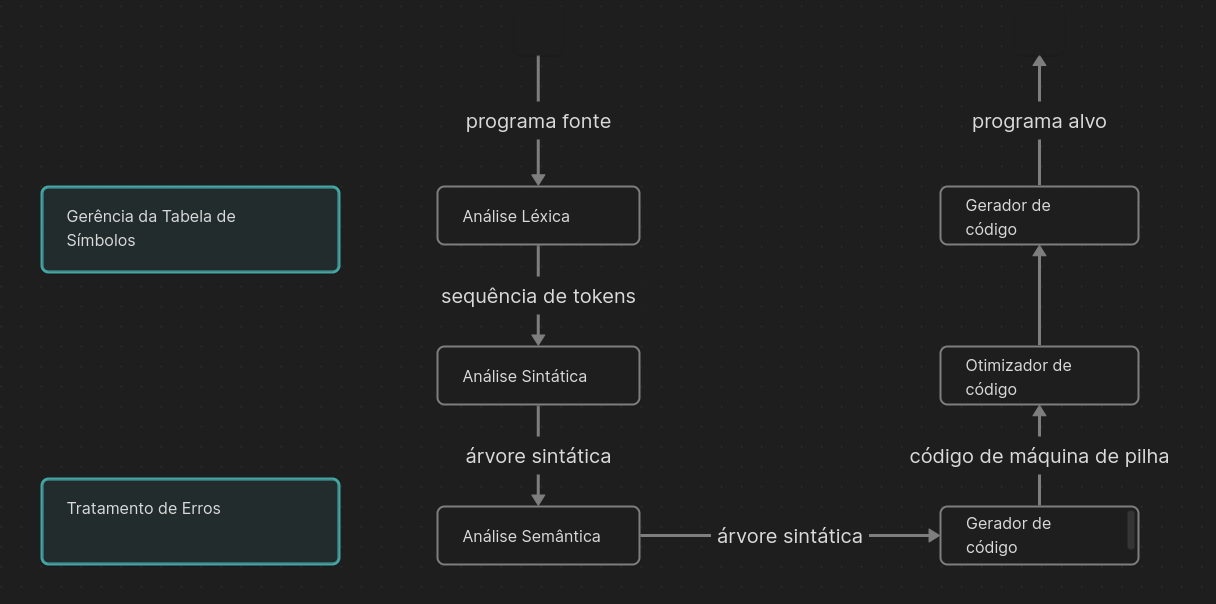 programa fonte
programa alvo
Gerência da Tabela de
Símbolos
Análise Léxica
Gerador de
código
sequência de tokens
Análise Sintática
Otimizador de
código
árvore sintática
código de máquina de pilha
Tratamento de Erros
Análise Semântica
árvore sintática
Gerador de
código